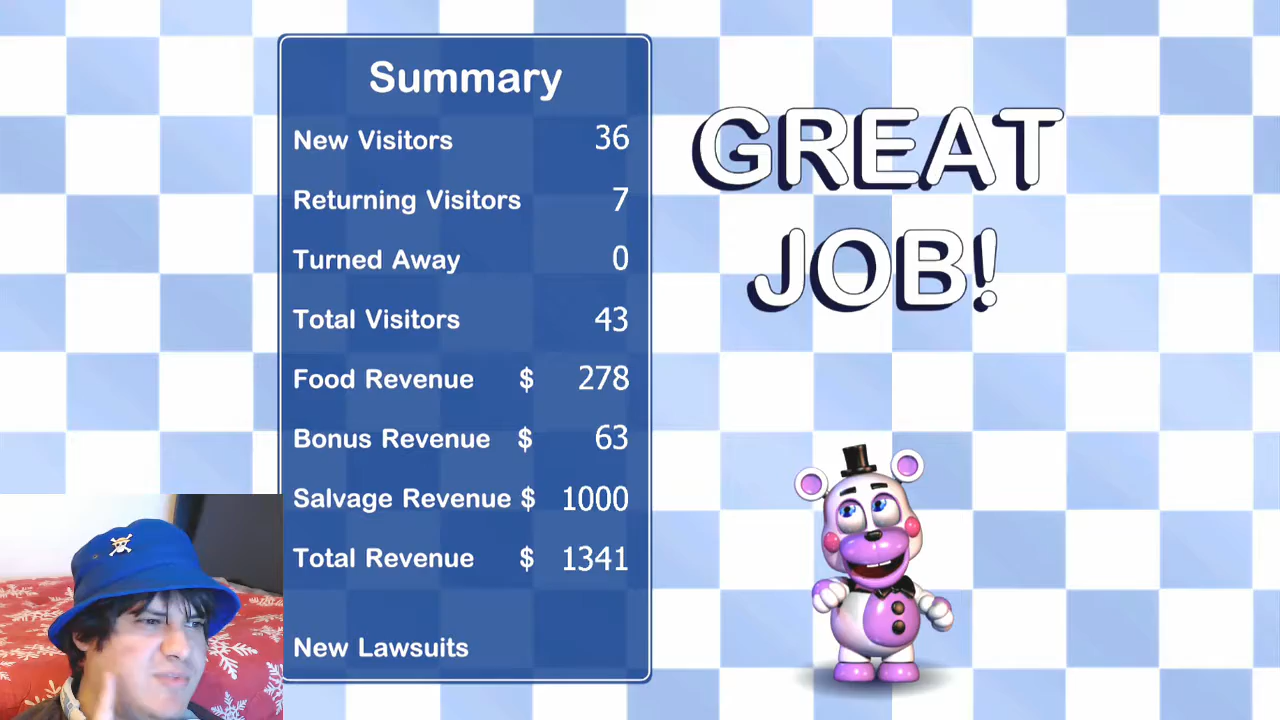 Summary
New Visitors 36
Returning Visitors 7
Turned Away 0
Total Visitors 43
Food Revenue $ 278
Bonus Revenue $ 63
Salvage Revenue $ 1000
Total Revenue $ 1341
New Lawsuits
GREAT
JOB!